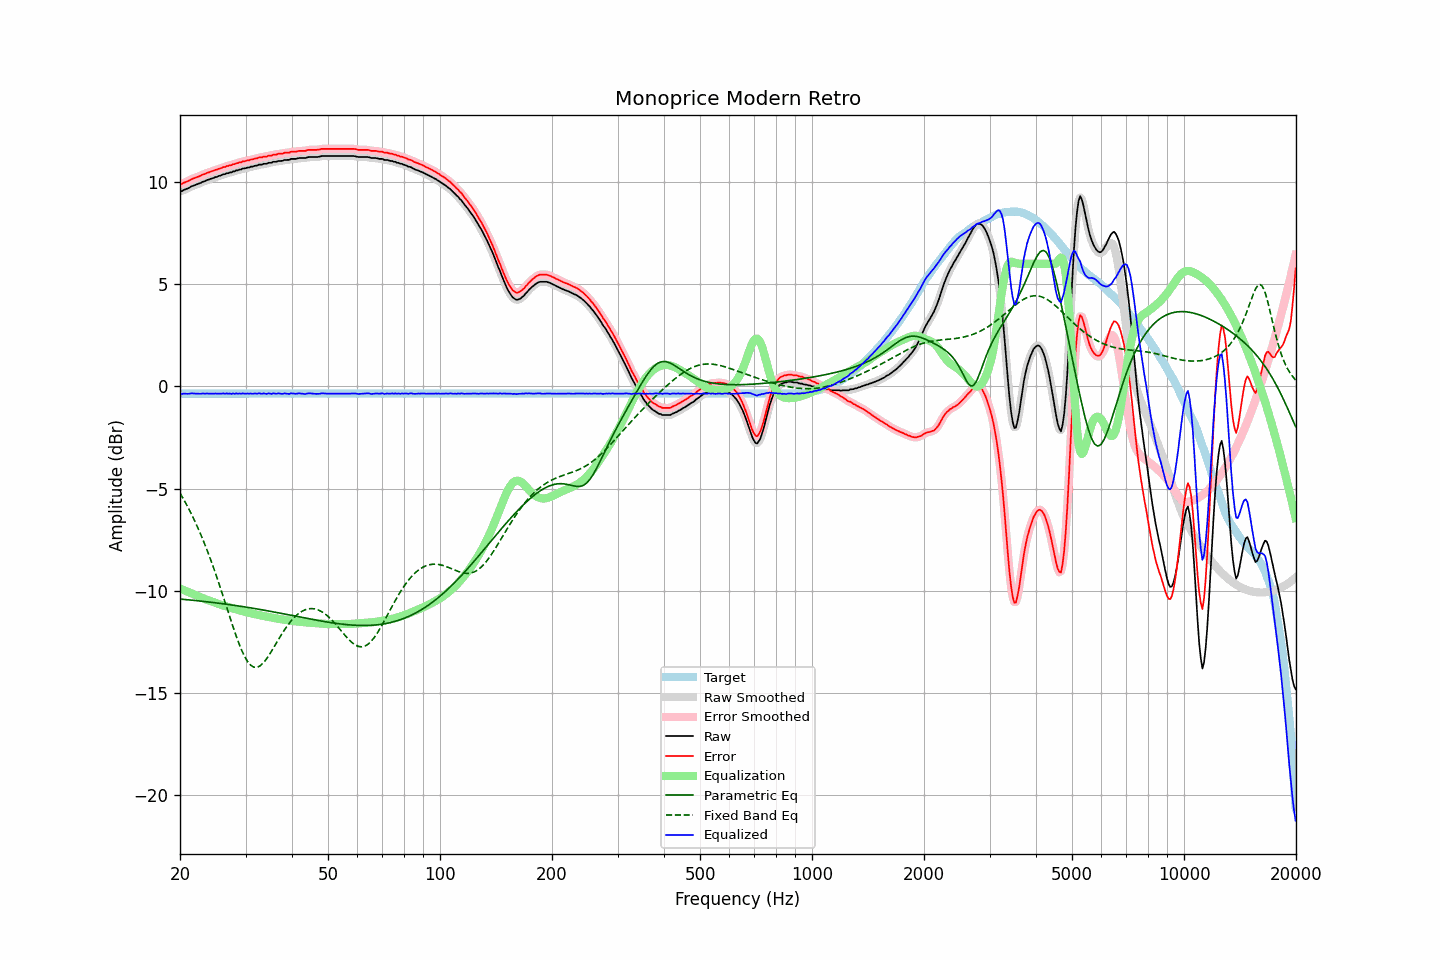 Monoprice Modern Retro
Amplitude (dBr)
10
5
0
−5
−10
−15
−20
Target
Raw Smoothed
Error Smoothed
Raw
Error
Equalization
Parametric Eq
Fixed Band Eq
Equalized
20 50 100 200 500 1000 2000 5000 10000 20000
Frequency (Hz)